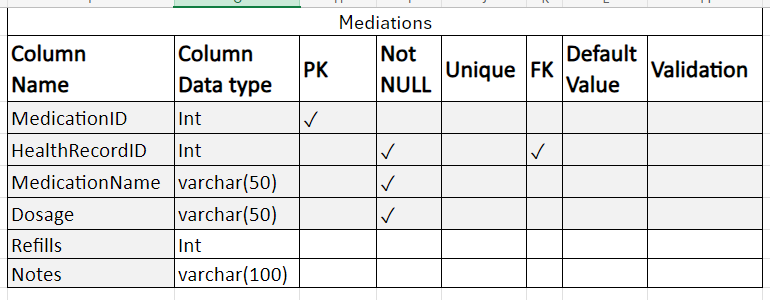 Mediations
Column Name Column Data type PK Not NULL Unique FK Default Value Validation
MedicationID Int ✓
HealthRecordID Int ✓ ✓
MedicationName varchar(50) ✓
Dosage varchar(50) ✓
Refills Int
Notes varchar(100)